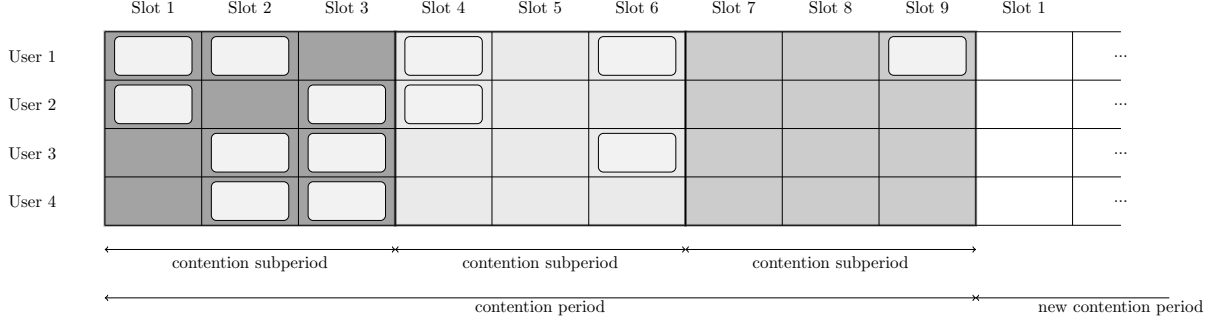 Slot 1 Slot 2 Slot 3 Slot 4 Slot 5 Slot 6 Slot 7 Slot 8 Slot 9 Slot 1
User 1 ...
User 2 ...
User 3 ...
User 4 ...
contention subperiod contention subperiod contention subperiod
contention period new contention period